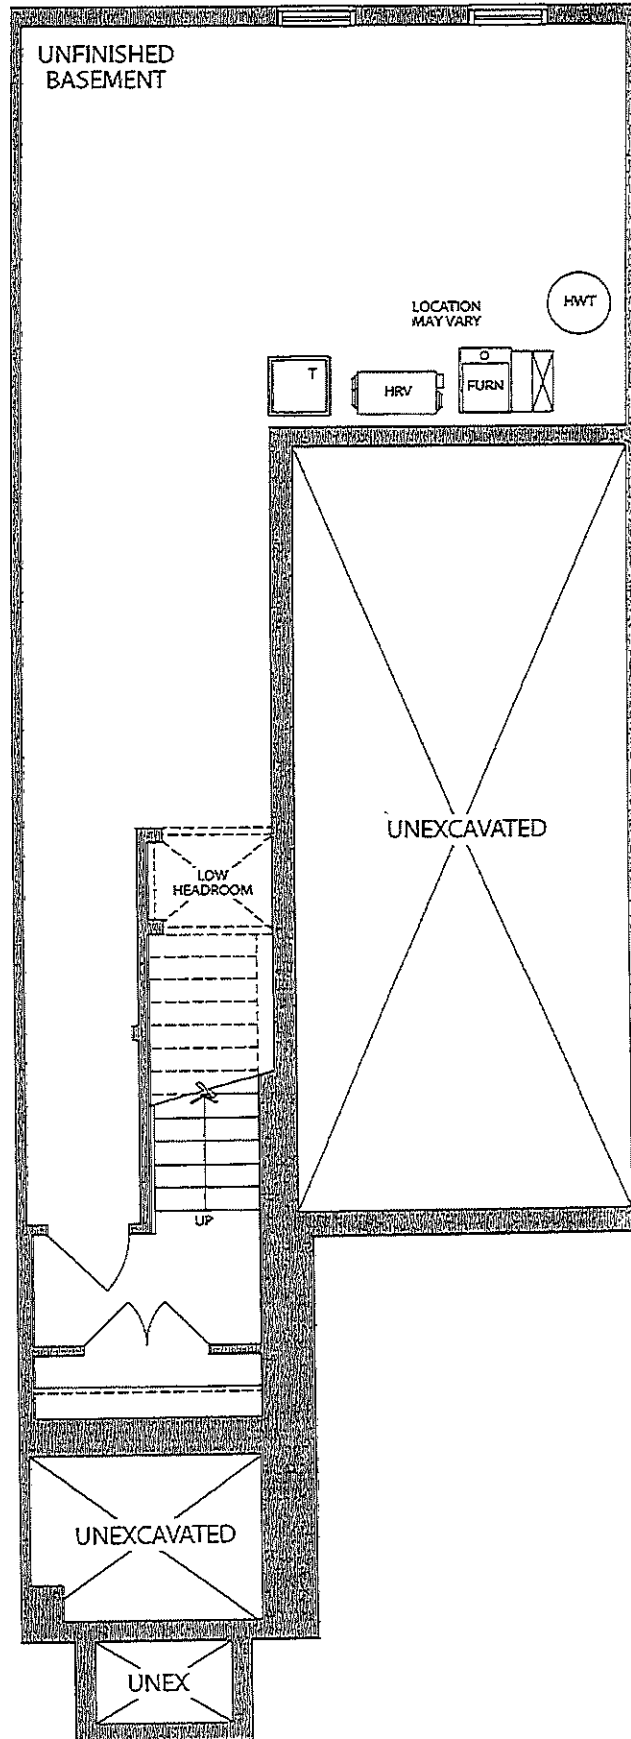 UNFINISHED
BASEMENT
LOCATION
MAY VARY
HWT
T
HRV
FURN
UNEXCAVATED
LOW
HEADROOM
UP
UNEXCAVATED
UNEX